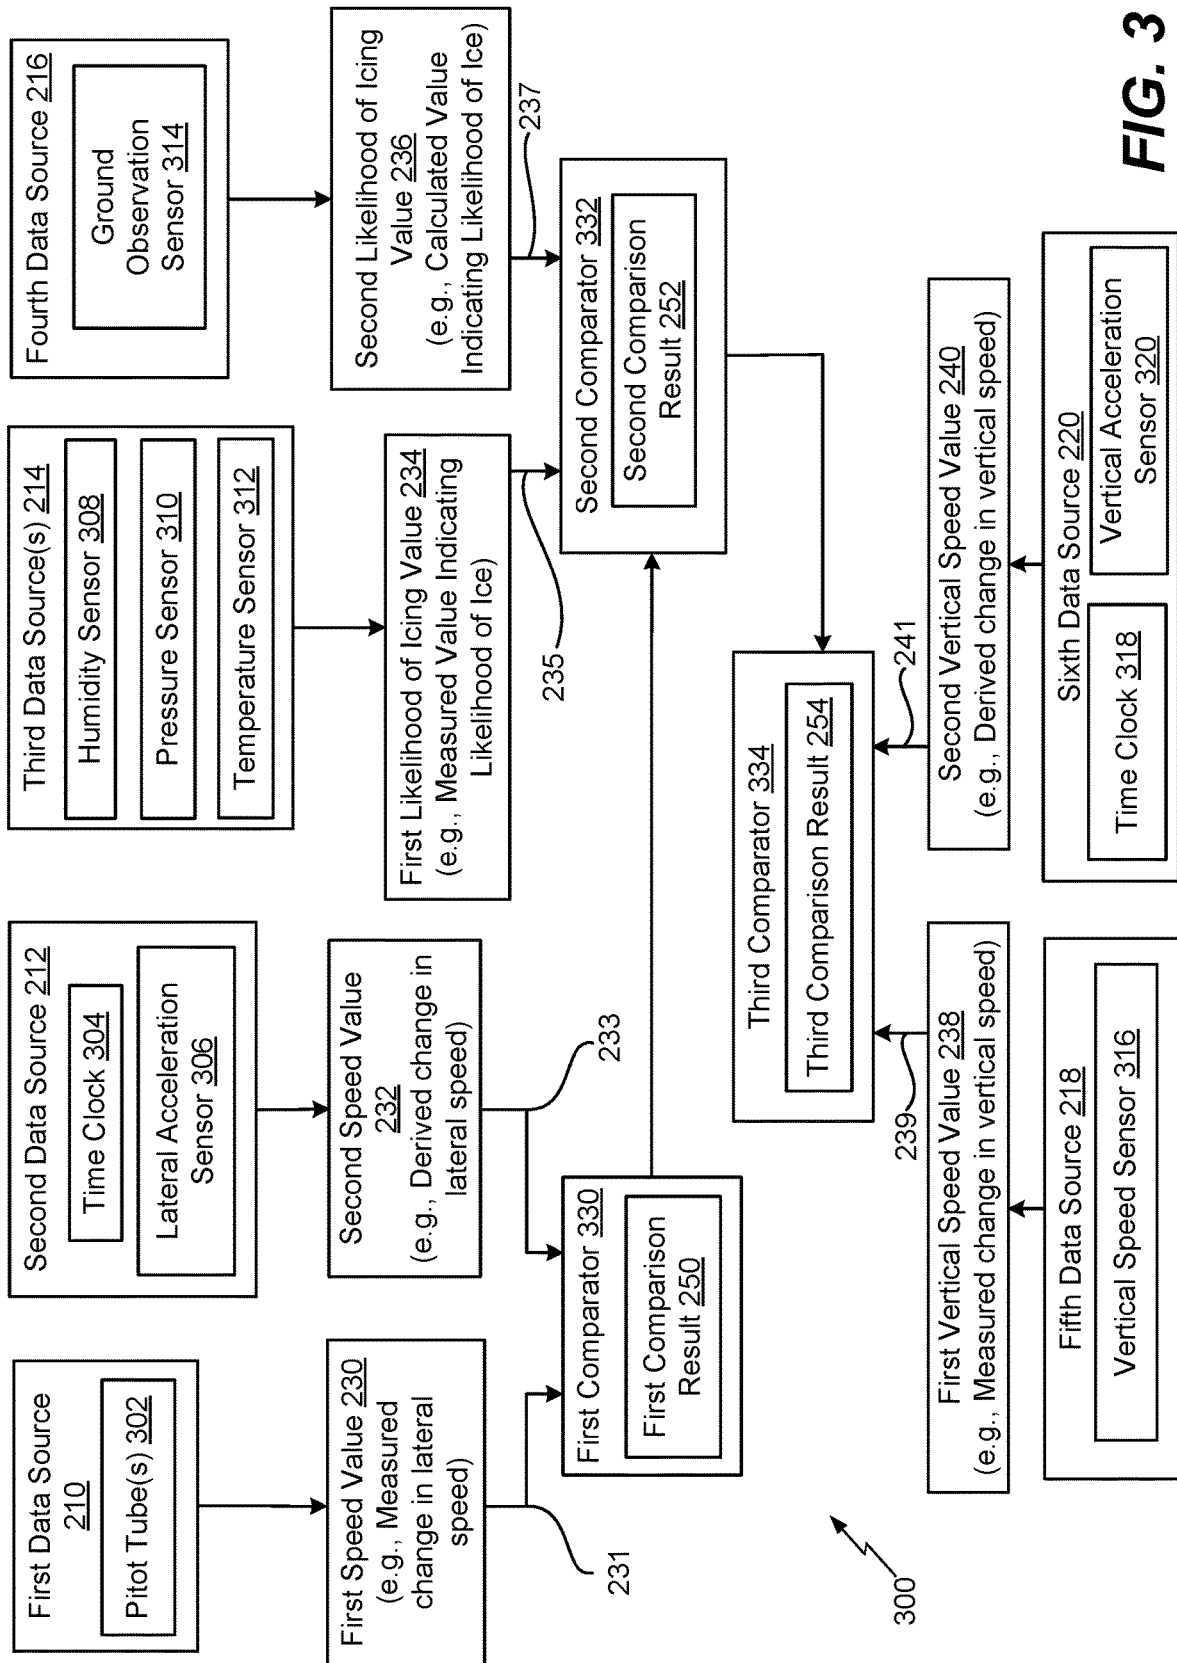 First Data Source
210
Pitot Tube(s) 302
Second Data Source 212
Time Clock 304
Lateral Acceleration
Sensor 306
Third Data Source(s) 214
Humidity Sensor 308
Pressure Sensor 310
Temperature Sensor 312
Fourth Data Source 216
Ground
Observation
Sensor 314
First Speed Value 230
(e.g., Measured
change in lateral
speed)
231
Second Speed Value
232
(e.g., Derived change in
lateral speed)
233
First Likelihood of Icing Value 234
(e.g., Measured Value Indicating
Likelihood of Ice)
235
Second Likelihood of Icing
Value 236
(e.g., Calculated Value
Indicating Likelihood of Ice)
237
First Comparator 330
First Comparison
Result 250
Second Comparator 332
Second Comparison
Result 252
Third Comparator 334
Third Comparison Result 254
239
241
First Vertical Speed Value 238
(e.g., Measured change in vertical speed)
Second Vertical Speed Value 240
(e.g., Derived change in vertical speed)
Fifth Data Source 218
Vertical Speed Sensor 316
Sixth Data Source 220
Time Clock 318
Vertical Acceleration
Sensor 320
300
FIG. 3